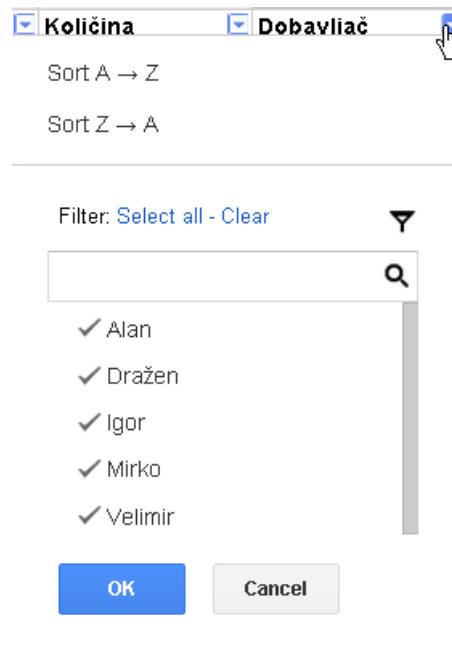 Količina Dobavljač
Sort A → Z
Sort Z → A
Filter: Select all - Clear
Alan
Dražen
Igor
Mirko
Velimir
OK Cancel